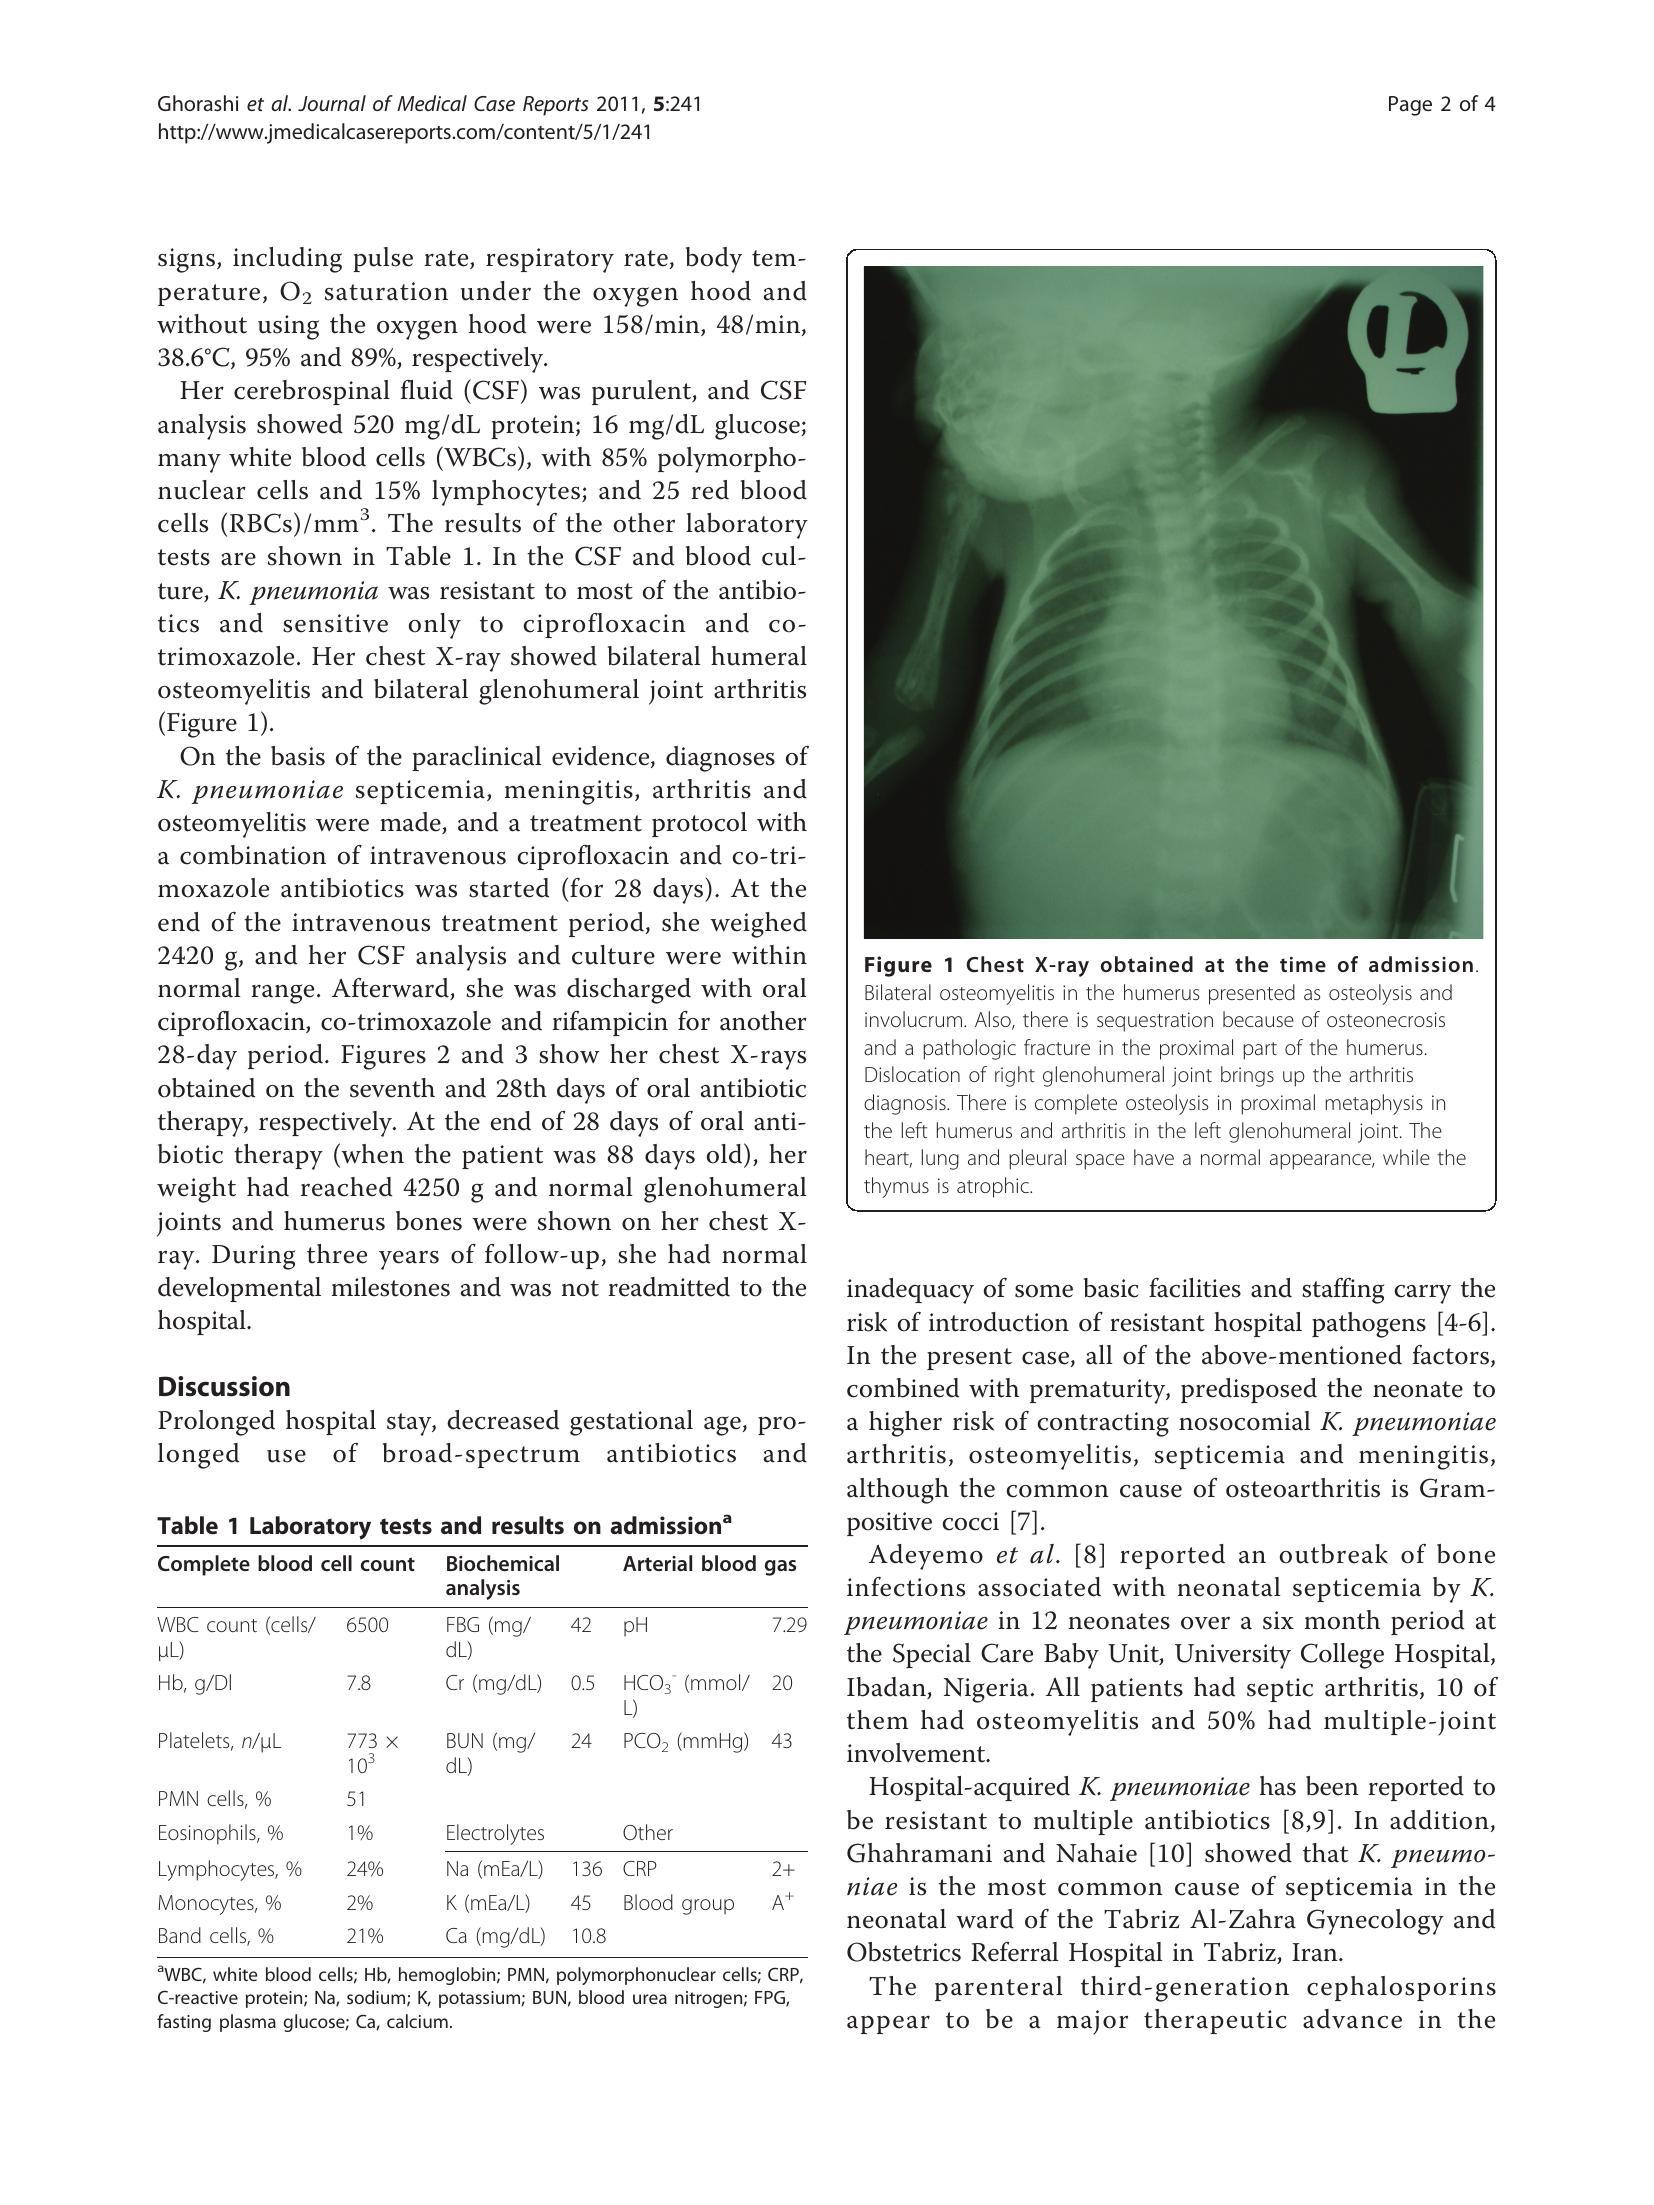 Ghorashi et al. Journal of Medical Case Reports 2011, 5:241
http://www.jmedicalcasereports.com/content/5/1/241
Page 2 of 4
signs, including pulse rate, respiratory rate, body tem-
perature, O2 saturation under the oxygen hood and
without using the oxygen hood were 158/min, 48/min,
38.6°C, 95% and 89%, respectively.
Her cerebrospinal fluid (CSF) was purulent, and CSF
analysis showed 520 mg/dL protein; 16 mg/dL glucose;
many white blood cells (WBCs), with 85% polymorpho-
nuclear cells and 15% lymphocytes; and 25 red blood
cells (RBCs)/mm3. The results of the other laboratory
tests are shown in Table 1. In the CSF and blood cul-
ture, K. pneumonia was resistant to most of the antibio-
tics and sensitive only to ciprofloxacin and co-
trimoxazole. Her chest X-ray showed bilateral humeral
osteomyelitis and bilateral glenohumeral joint arthritis
(Figure 1).
On the basis of the paraclinical evidence, diagnoses of
K. pneumoniae septicemia, meningitis, arthritis and
osteomyelitis were made, and a treatment protocol with
a combination of intravenous ciprofloxacin and co-tri-
moxazole antibiotics was started (for 28 days). At the
end of the intravenous treatment period, she weighed
2420 g, and her CSF analysis and culture were within
normal range. Afterward, she was discharged with oral
ciprofloxacin, co-trimoxazole and rifampicin for another
28-day period. Figures 2 and 3 show her chest X-rays
obtained on the seventh and 28th days of oral antibiotic
therapy, respectively. At the end of 28 days of oral anti-
biotic therapy (when the patient was 88 days old), her
weight had reached 4250 g and normal glenohumeral
joints and humerus bones were shown on her chest X-
ray. During three years of follow-up, she had normal
developmental milestones and was not readmitted to the
hospital.
Discussion
Prolonged hospital stay, decreased gestational age, pro-
longed use of broad-spectrum antibiotics and
Table 1 Laboratory tests and results on admissiona
Complete blood cell count Biochemical analysis Arterial blood gas
WBC count (cells/µL) 6500 FBG (mg/dL) 42 pH 7.29
Hb, g/Dl 7.8 Cr (mg/dL) 0.5 HCO3- (mmol/L) 20
Platelets, n/µL 773 × 103 BUN (mg/dL) 24 PCO2 (mmHg) 43
PMN cells, % 51
Eosinophils, % 1% Electrolytes Other
Lymphocytes, % 24% Na (mEa/L) 136 CRP 2+
Monocytes, % 2% K (mEa/L) 45 Blood group A+
Band cells, % 21% Ca (mg/dL) 10.8
aWBC, white blood cells; Hb, hemoglobin; PMN, polymorphonuclear cells; CRP,
C-reactive protein; Na, sodium; K, potassium; BUN, blood urea nitrogen; FPG,
fasting plasma glucose; Ca, calcium.
L
Figure 1 Chest X-ray obtained at the time of admission.
Bilateral osteomyelitis in the humerus presented as osteolysis and
involucrum. Also, there is sequestration because of osteonecrosis
and a pathologic fracture in the proximal part of the humerus.
Dislocation of right glenohumeral joint brings up the arthritis
diagnosis. There is complete osteolysis in proximal metaphysis in
the left humerus and arthritis in the left glenohumeral joint. The
heart, lung and pleural space have a normal appearance, while the
thymus is atrophic.
inadequacy of some basic facilities and staffing carry the
risk of introduction of resistant hospital pathogens [4-6].
In the present case, all of the above-mentioned factors,
combined with prematurity, predisposed the neonate to
a higher risk of contracting nosocomial K. pneumoniae
arthritis, osteomyelitis, septicemia and meningitis,
although the common cause of osteoarthritis is Gram-
positive cocci [7].
Adeyemo et al. [8] reported an outbreak of bone
infections associated with neonatal septicemia by K.
pneumoniae in 12 neonates over a six month period at
the Special Care Baby Unit, University College Hospital,
Ibadan, Nigeria. All patients had septic arthritis, 10 of
them had osteomyelitis and 50% had multiple-joint
involvement.
Hospital-acquired K. pneumoniae has been reported to
be resistant to multiple antibiotics [8,9]. In addition,
Ghahramani and Nahaie [10] showed that K. pneumo-
niae is the most common cause of septicemia in the
neonatal ward of the Tabriz Al-Zahra Gynecology and
Obstetrics Referral Hospital in Tabriz, Iran.
The parenteral third-generation cephalosporins
appear to be a major therapeutic advance in the